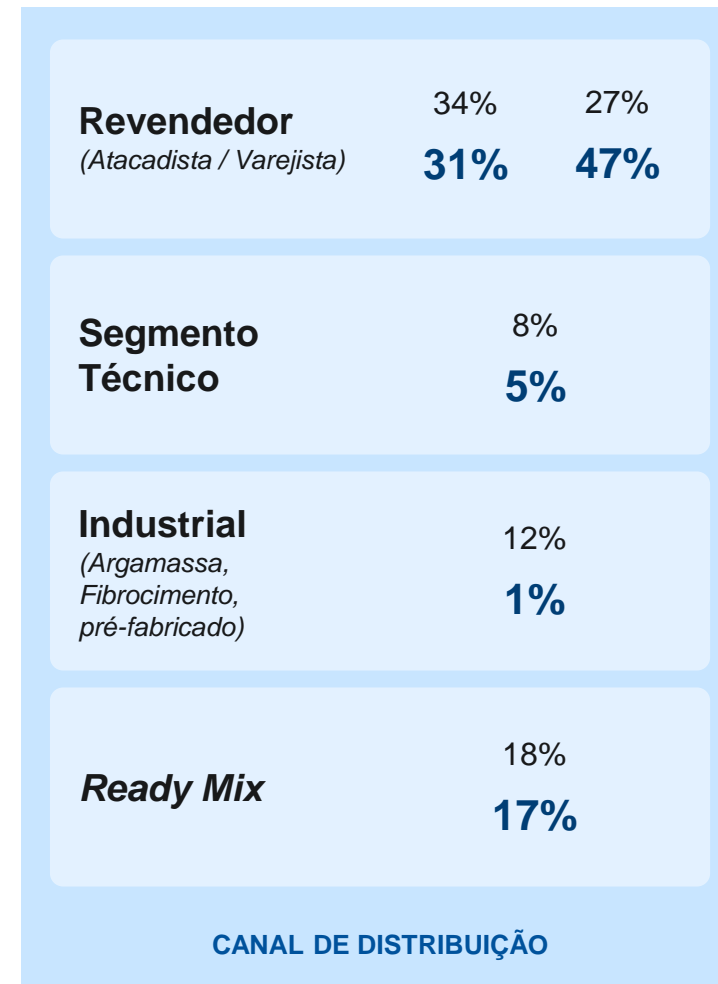 Revendedor
(Atacadista / Varejista)
34%
27%
31%
47%
Segmento
Técnico
8%
5%
Industrial
(Argamassa,
Fibrocimento,
pré-fabricado)
12%
1%
Ready Mix
18%
17%
CANAL DE DISTRIBUIÇÃO